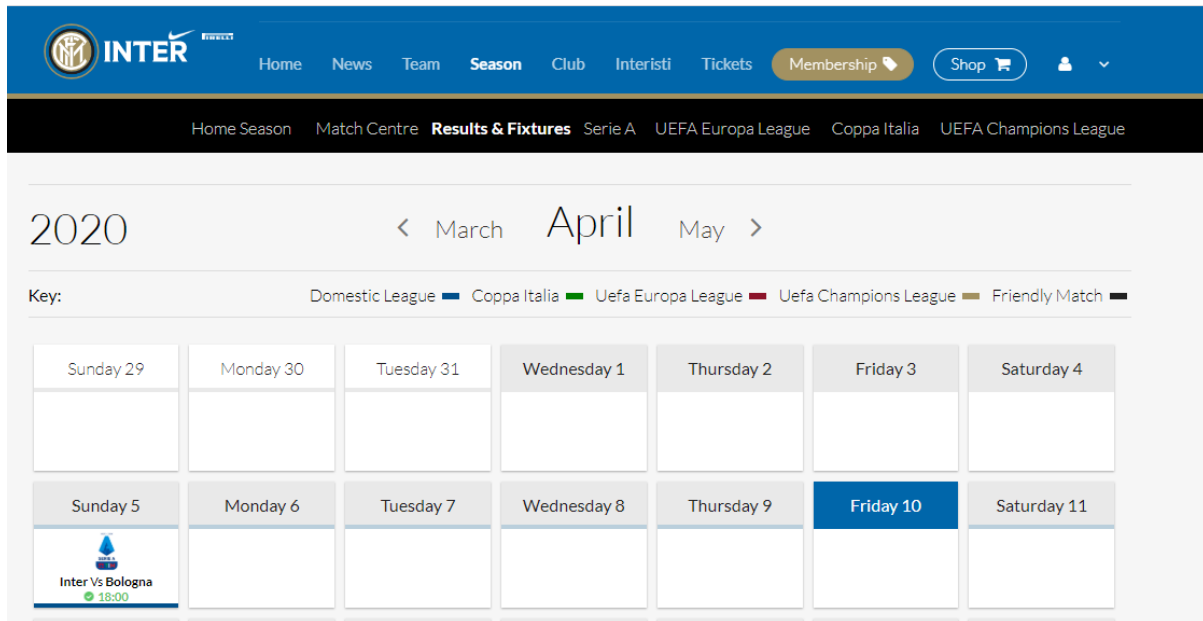 INTER
PIRELLI
Home News Team Season Club Interisti Tickets Membership Shop
Home Season Match Centre Results & Fixtures Serie A UEFA Europa League Coppa Italia UEFA Champions League
2020 March April May
Key: Domestic League Coppa Italia Uefa Europa League Uefa Champions League Friendly Match
Sunday 29 Monday 30 Tuesday 31 Wednesday 1 Thursday 2 Friday 3 Saturday 4
Sunday 5 Monday 6 Tuesday 7 Wednesday 8 Thursday 9 Friday 10 Saturday 11
SERIE A
Inter Vs Bologna
18:00